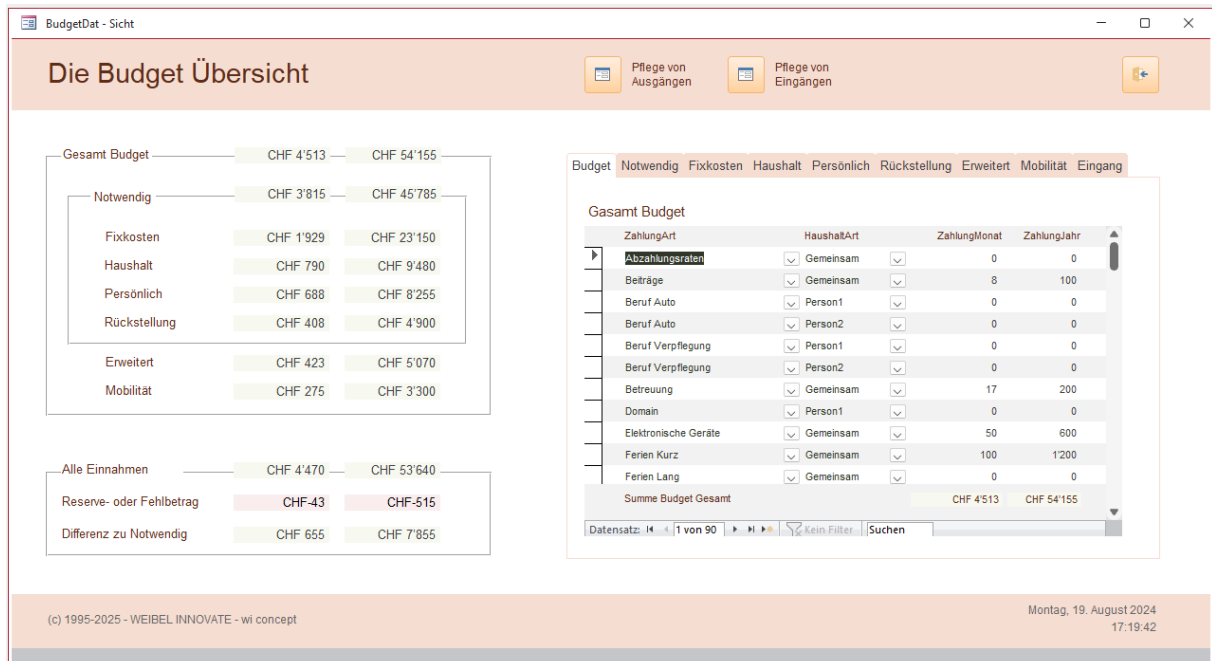 BudgetDat - Sicht
Die Budget Übersicht
Pflege von
Ausgängen
Pflege von
Eingängen
Gesamt Budget CHF 4'513 CHF 54'155
Notwendig CHF 3'815 CHF 45'785
Fixkosten CHF 1'929 CHF 23'150
Haushalt CHF 790 CHF 9'480
Persönlich CHF 688 CHF 8'255
Rückstellung CHF 408 CHF 4'900
Erweitert CHF 423 CHF 5'070
Mobilität CHF 275 CHF 3'300
Alle Einnahmen CHF 4'470 CHF 53'640
Reserve- oder Fehlbetrag CHF-43 CHF-515
Differenz zu Notwendig CHF 655 CHF 7'855
Budget Notwendig Fixkosten Haushalt Persönlich Rückstellung Erweitert Mobilität Eingang
Gasamt Budget
ZahlungArt HaushaltArt ZahlungMonat ZahlungJahr
Abzahlungsraten Gemeinsam 0 0
Beiträge Gemeinsam 8 100
Beruf Auto Person1 0 0
Beruf Auto Person2 0 0
Beruf Verpflegung Person1 0 0
Beruf Verpflegung Person2 0 0
Betreuung Gemeinsam 17 200
Domain Person1 0 0
Elektronische Geräte Gemeinsam 50 600
Ferien Kurz Gemeinsam 100 1'200
Ferien Lang Gemeinsam 0 0
Summe Budget Gesamt CHF 4'513 CHF 54'155
Datensatz: 1 von 90 Kein Filter Suchen
(c) 1995-2025 - WEIBEL INNOVATE - wi concept
Montag, 19. August 2024
17:19:42